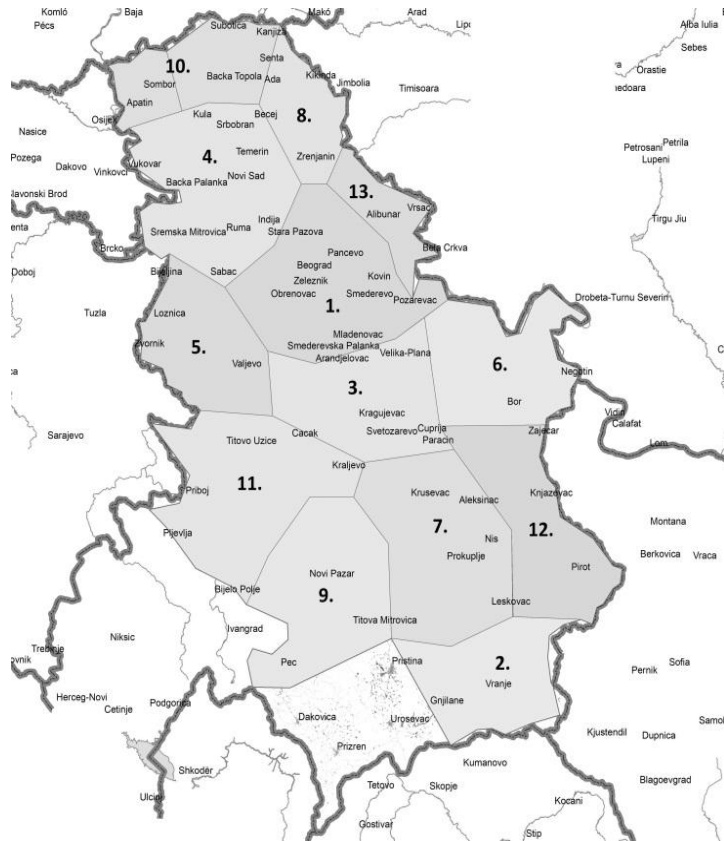 Komló
Baja
Makó
Arad
Lipo
Alba Iulia
Pécs
Subotica
Kanjiza
Sebes
Senta
Orastie
10.
Backa Topola
Ada
Kikinda
Jimbolia
Timisoara
nedoara
Sombor
Apatin
Kula
Becej
8.
Osijek
Srbobran
Petrosani
Petrila
Nasice
4.
Temerin
Zrenjanin
Lupeni
Pozega
Dakovo
Vinkovci
Vukovar
Backa Palanka
Novi Sad
13.
Slavonski Brod
Indija
Alibunar
Vrsac
Tirgu Jiu
enta
Sremska Mitrovica
Ruma
Stara Pazova
Brcko
Pancevo
Bela Crkva
Doboj
Bijeljina
Sabac
Beograd
Zeleznik
Kovin
Obrenovac
Smederevo
Pozarevac
Drobeta-Turnu Severin
Tuzla
Loznica
1.
Zvornik
5.
Mladenovac
Smederevska Palanka
Velika-Plana
6.
Valjevo
Arandjelovac
Negotin
3.
Bor
Kragujevac
Vidin
Calafat
Sarajevo
Titovo Uzice
Cacak
Svetozarevo
Cuprija
Paracin
Zajecar
Lom
Kraljevo
11.
Priboj
Krusevac
Aleksinac
Knjazevac
Montana
Pljevlja
7.
Nis
12.
Prokuplje
Berkovica
Vraca
Novi Pazar
Pirot
Bijelo Polje
9.
Leskovac
Niksic
Ivangrad
Titova Mitrovica
Trebinje
ovnik
Pec
Pristina
2.
Vranje
Pernik
Sofia
Herceg-Novi
Podgorica
Gnjilane
Cetinje
Dakovica
Urosevac
Kjustendil
Dupnica
Samo
Prizren
Shkodër
Kumanovo
Ulcinj
Tetovo
Skopje
Blagoevgrad
Kocani
Gostivar
Stip